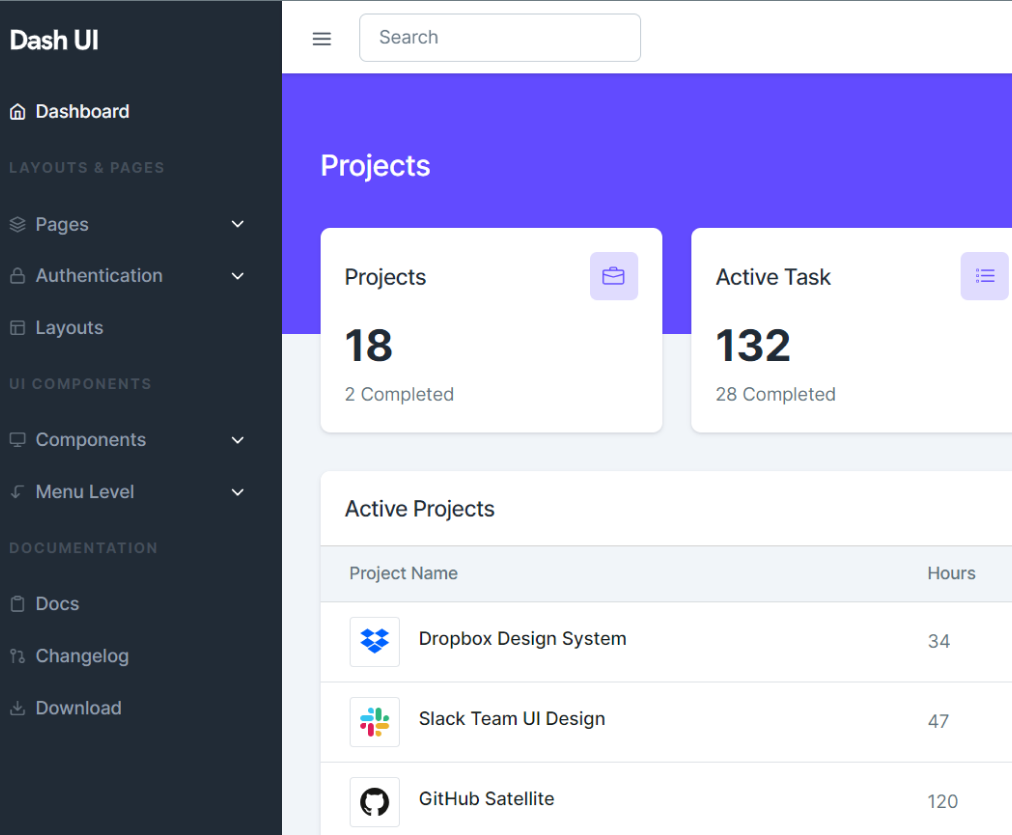 Dash UI
Dashboard
LAYOUTS & PAGES
Pages
Authentication
Layouts
UI COMPONENTS
Components
Menu Level
DOCUMENTATION
Docs
Changelog
Download
Search
Projects
Projects
18
2 Completed
Active Task
132
28 Completed
Active Projects
Project Name Hours
Dropbox Design System 34
Slack Team UI Design 47
GitHub Satellite 120